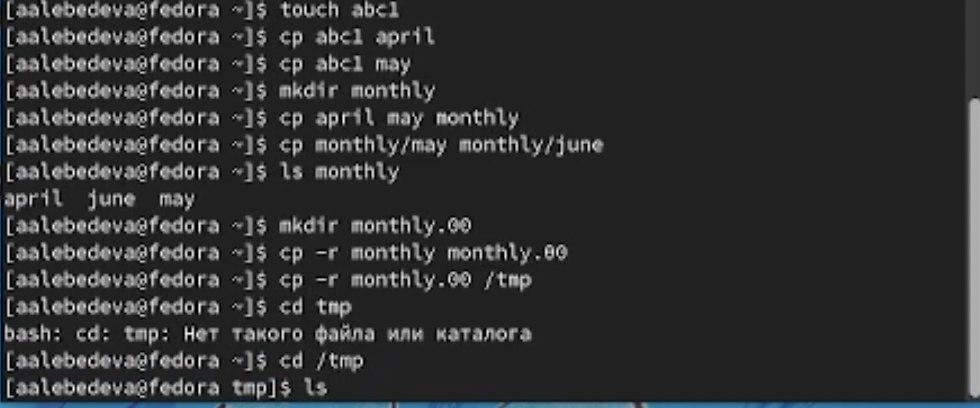 [aalebedeva@fedora ~]$ touch abc1
[aalebedeva@fedora ~]$ cp abc1 april
[aalebedeva@fedora ~]$ cp abc1 may
[aalebedeva@fedora ~]$ mkdir monthly
[aalebedeva@fedora ~]$ cp april may monthly
[aalebedeva@fedora ~]$ cp monthly/may monthly/june
[aalebedeva@fedora ~]$ ls monthly
april  june  may
[aalebedeva@fedora ~]$ mkdir monthly.00
[aalebedeva@fedora ~]$ cp -r monthly monthly.00
[aalebedeva@fedora ~]$ cp -r monthly.00 /tmp
[aalebedeva@fedora ~]$ cd tmp
bash: cd: tmp: Нет такого файла или каталога
[aalebedeva@fedora ~]$ cd /tmp
[aalebedeva@fedora tmp]$ ls